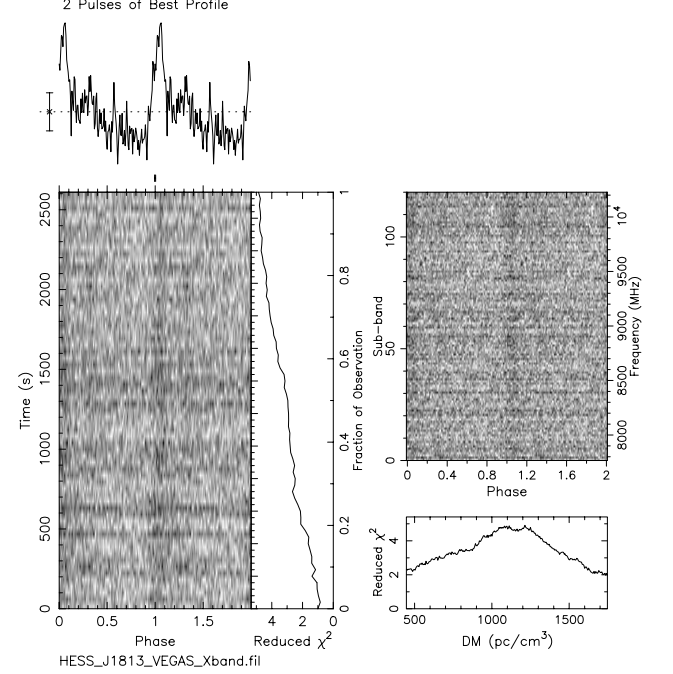 2 Pulses of Best Profile
2500
2000
1500
1000
500
0
Time (s)
0 0.5 1 1.5
Phase
4 2 0
Reduced χ²
0 0.2 0.4 0.6 0.8 1
Fraction of Observation
HESS_J1813_VEGAS_Xband.fil
100
50
0
Sub-band
10⁴
9500
9000
8500
8000
Frequency (MHz)
0 0.4 0.8 1.2 1.6 2
Phase
4
2
0
Reduced χ²
500 1000 1500
DM (pc/cm³)